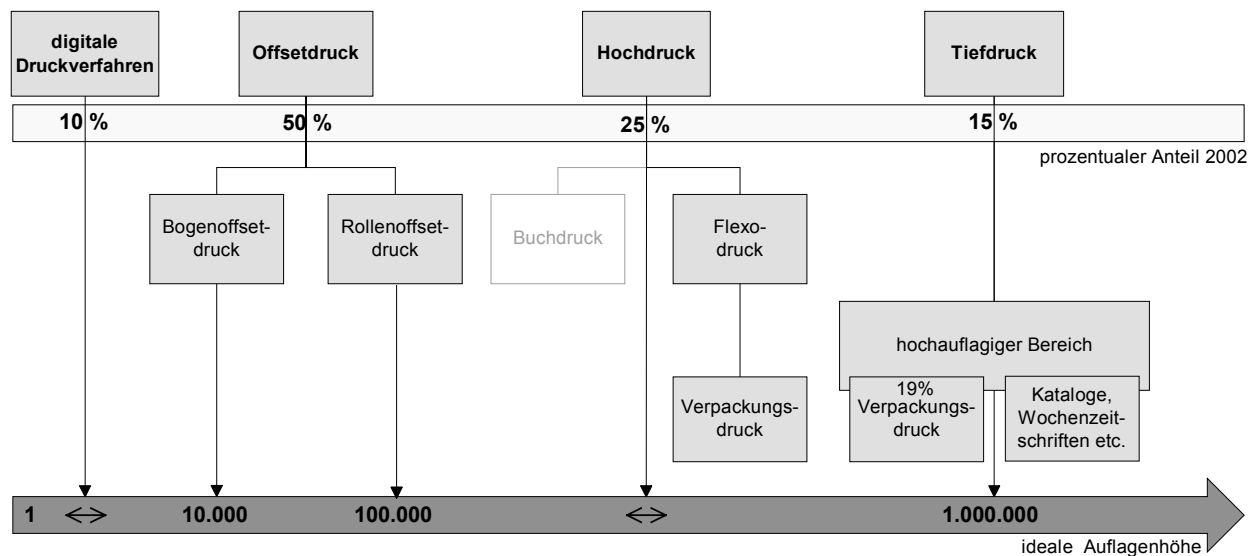 digitale
Druckverfahren
Offsetdruck
Hochdruck
Tiefdruck
10 %
50 %
25 %
15 %
prozentualer Anteil 2002
Bogenoffset-
druck
Rollenoffset-
druck
Buchdruck
Flexo-
druck
hochauflagiger Bereich
Verpackungs-
druck
19%
Verpackungs-
druck
Kataloge,
Wochenzeit-
schriften etc.
1
10.000
100.000
1.000.000
ideale Auflagenhöhe